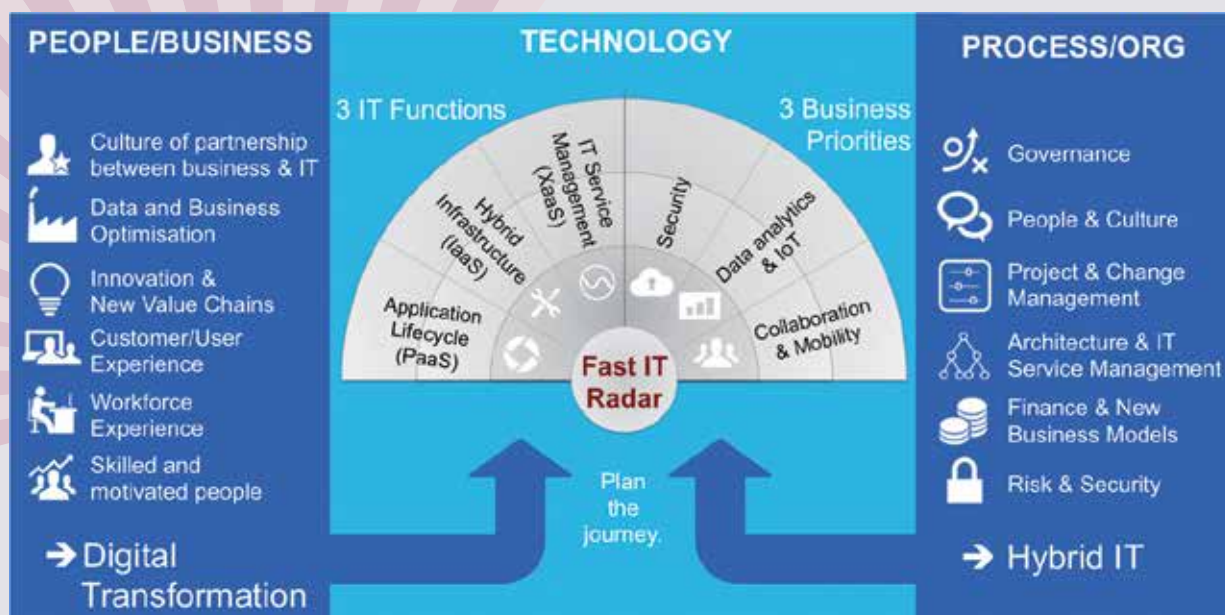 PEOPLE/BUSINESS
Culture of partnership
between business & IT
Data and Business
Optimisation
Innovation &
New Value Chains
Customer/User
Experience
Workforce
Experience
Skilled and
motivated people
Digital
Transformation
TECHNOLOGY
3 IT Functions
3 Business
Priorities
Application
Lifecycle
(PaaS)
Hybrid
Infrastructure
(IaaS)
IT Service
Management
(XaaS)
Security
Data analytics
& IoT
Collaboration
& Mobility
Fast IT
Radar
Plan
the
journey.
PROCESS/ORG
Governance
People & Culture
Project & Change
Management
Architecture & IT
Service Management
Finance & New
Business Models
Risk & Security
Hybrid IT